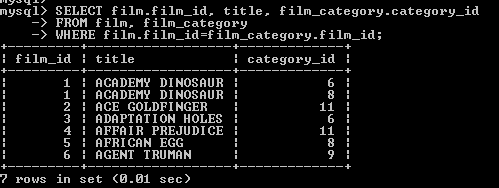 mysql>
mysql> SELECT film.film_id, title, film_category.category_id
    -> FROM film, film_category
    -> WHERE film.film_id=film_category.film_id;
+---------+------------------+-------------+
| film_id | title            | category_id |
+---------+------------------+-------------+
|       1 | ACADEMY DINOSAUR |           6 |
|       1 | ACADEMY DINOSAUR |           8 |
|       2 | ACE GOLDFINGER   |          11 |
|       3 | ADAPTATION HOLES |           6 |
|       4 | AFFAIR PREJUDICE |          11 |
|       5 | AFRICAN EGG      |           8 |
|       6 | AGENT TRUMAN     |           9 |
+---------+------------------+-------------+
7 rows in set (0.01 sec)